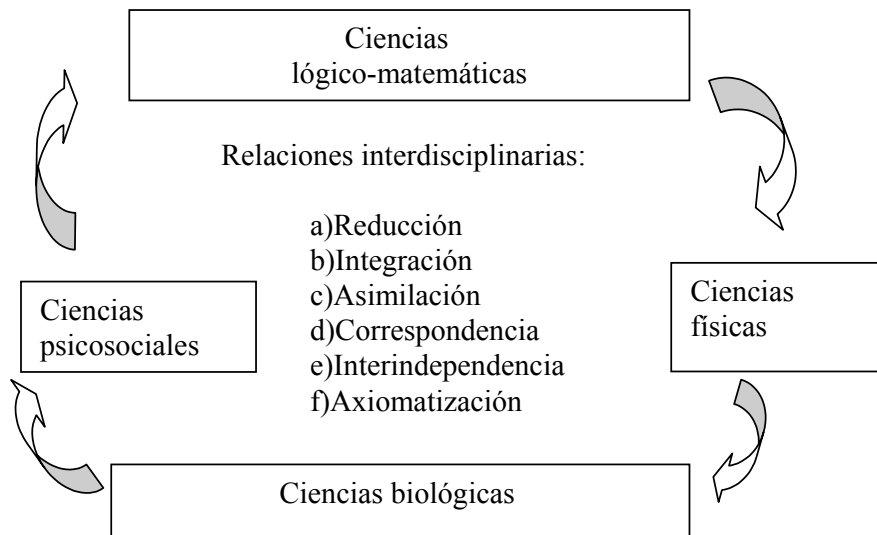 Ciencias
lógico-matemáticas
Relaciones interdisciplinarias:
a)Reducción
b)Integración
c)Asimilación
d)Correspondencia
e)Interindependencia
f)Axiomatización
Ciencias
psicosociales
Ciencias
físicas
Ciencias biológicas